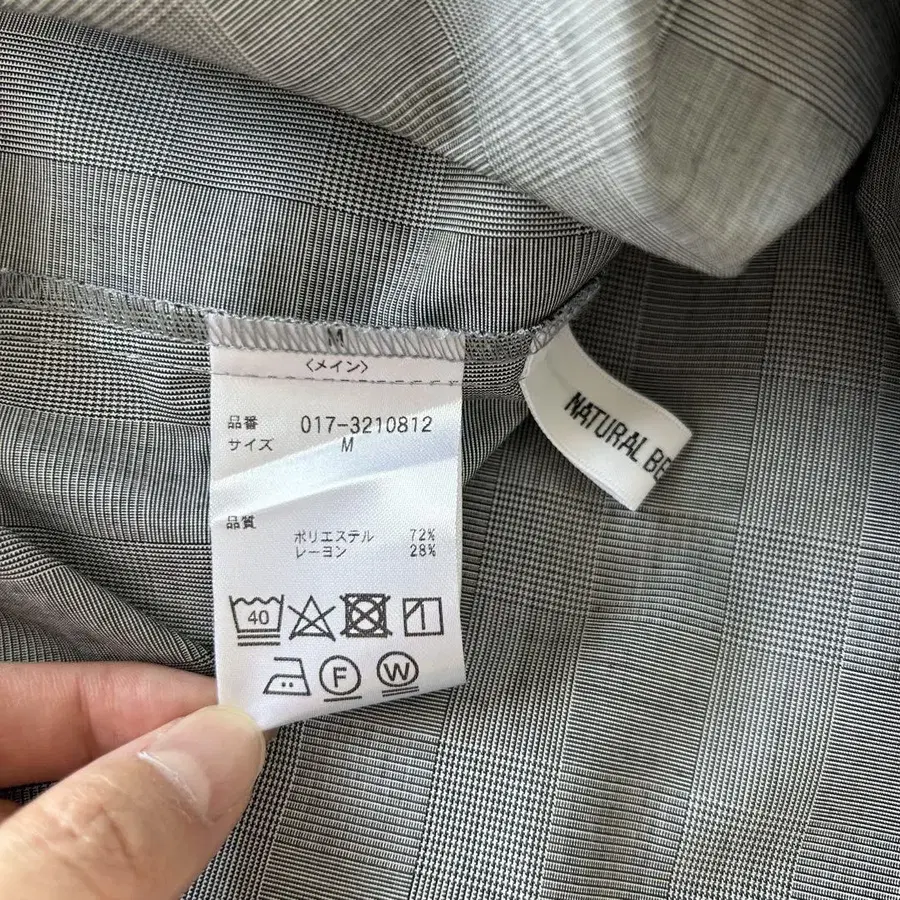 M
〈メイン〉
品番 017-3210812
サイズ M
品質
ポリエステル 72%
レーヨン 28%
40
F W
NATURAL BE